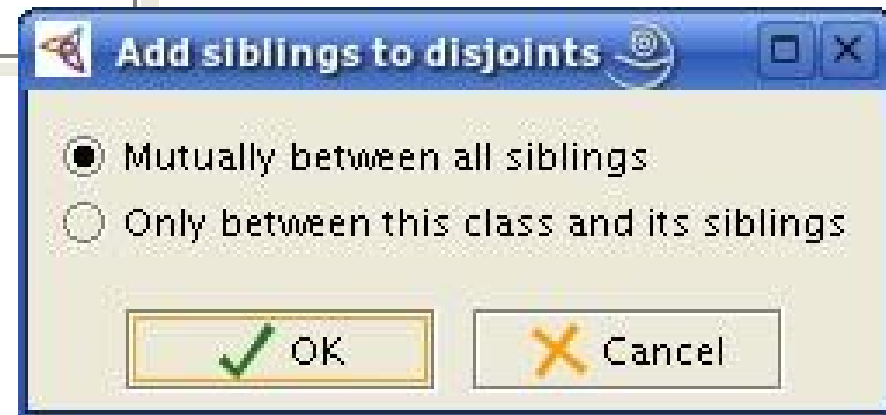 Add siblings to disjoints
Mutually between all siblings
Only between this class and its siblings
OK
Cancel